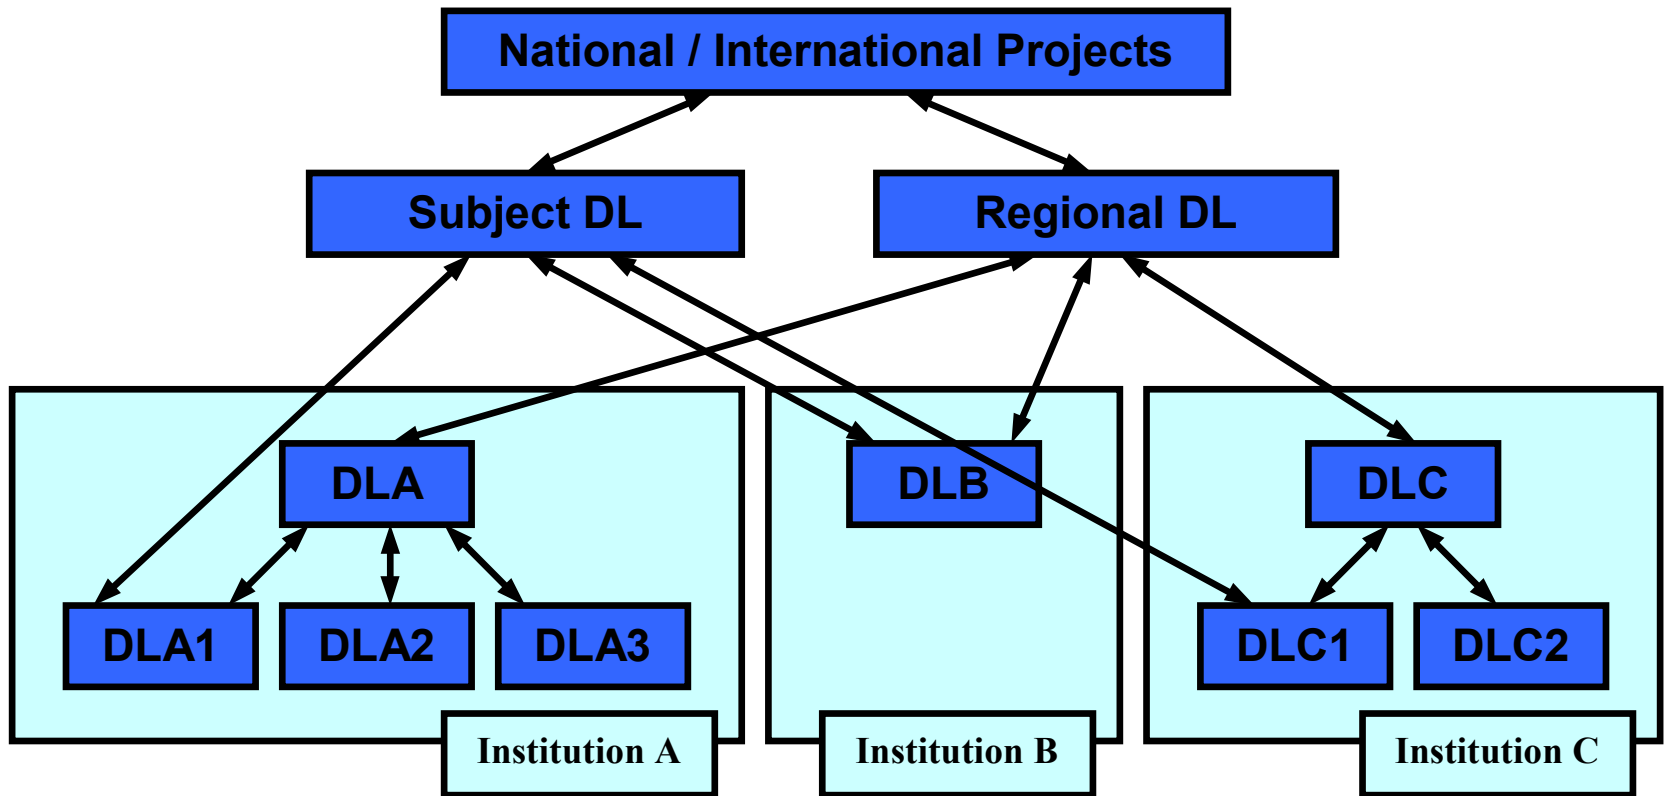 National / International Projects
Subject DL
Regional DL
DLA
DLB
DLC
DLA1
DLA2
DLA3
DLC1
DLC2
Institution A
Institution B
Institution C